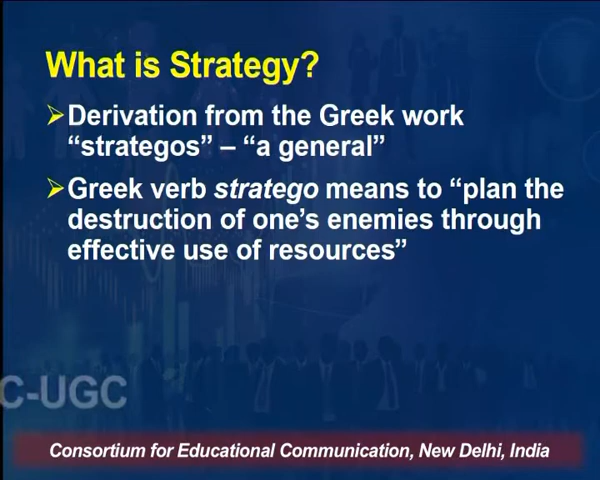 What is Strategy?
Derivation from the Greek work
“strategos” – “a general”
Greek verb stratego means to “plan the
destruction of one’s enemies through
effective use of resources”
C-UGC
Consortium for Educational Communication, New Delhi, India